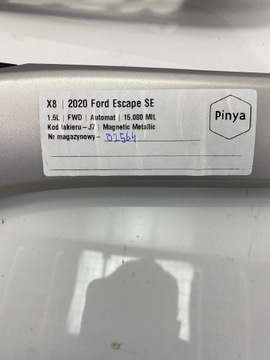 X8 | 2020 Ford Escape SE
1.5L | FWD | Automat | 15.000 MIL
Kod lakieru – J7 | Magnetic Metallic
Nr magazynowy – 02564
Pinya